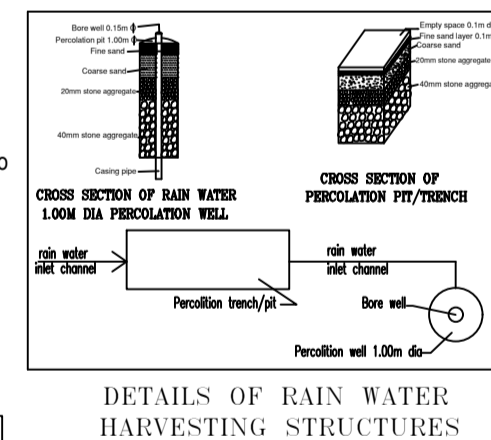 Bore well 0.15m ф
Percolation pit 1.00m ф
Fine sand
Coarse sand
20mm stone aggregate
40mm stone aggregate
Casing pipe
CROSS SECTION OF RAIN WATER
1.00M DIA PERCOLATION WELL
Empty space 0.1m d
Fine sand layer 0.1m
Coarse sand
20mm stone aggregate
40mm stone aggregate
CROSS SECTION OF
PERCOLATION PIT/TRENCH
rain water
inlet channel
Percolition trench/pit
rain water
inlet channel
Bore well
Percolition well 1.00m dia
DETAILS OF RAIN WATER
HARVESTING STRUCTURES